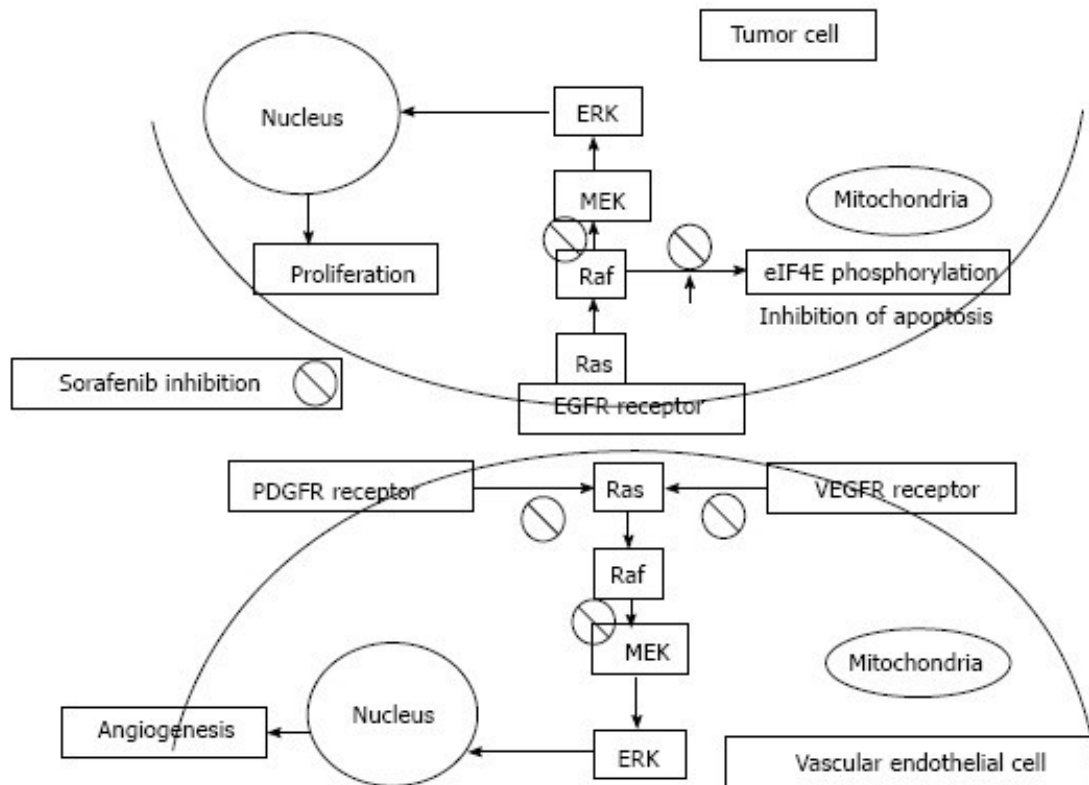 Tumor cell
Nucleus
ERK
MEK
Mitochondria
Proliferation
Raf
eIF4E phosphorylation
Inhibition of apoptosis
Ras
Sorafenib inhibition
EGFR receptor
PDGFR receptor
Ras
VEGFR receptor
Raf
MEK
Mitochondria
Nucleus
Angiogenesis
ERK
Vascular endothelial cell